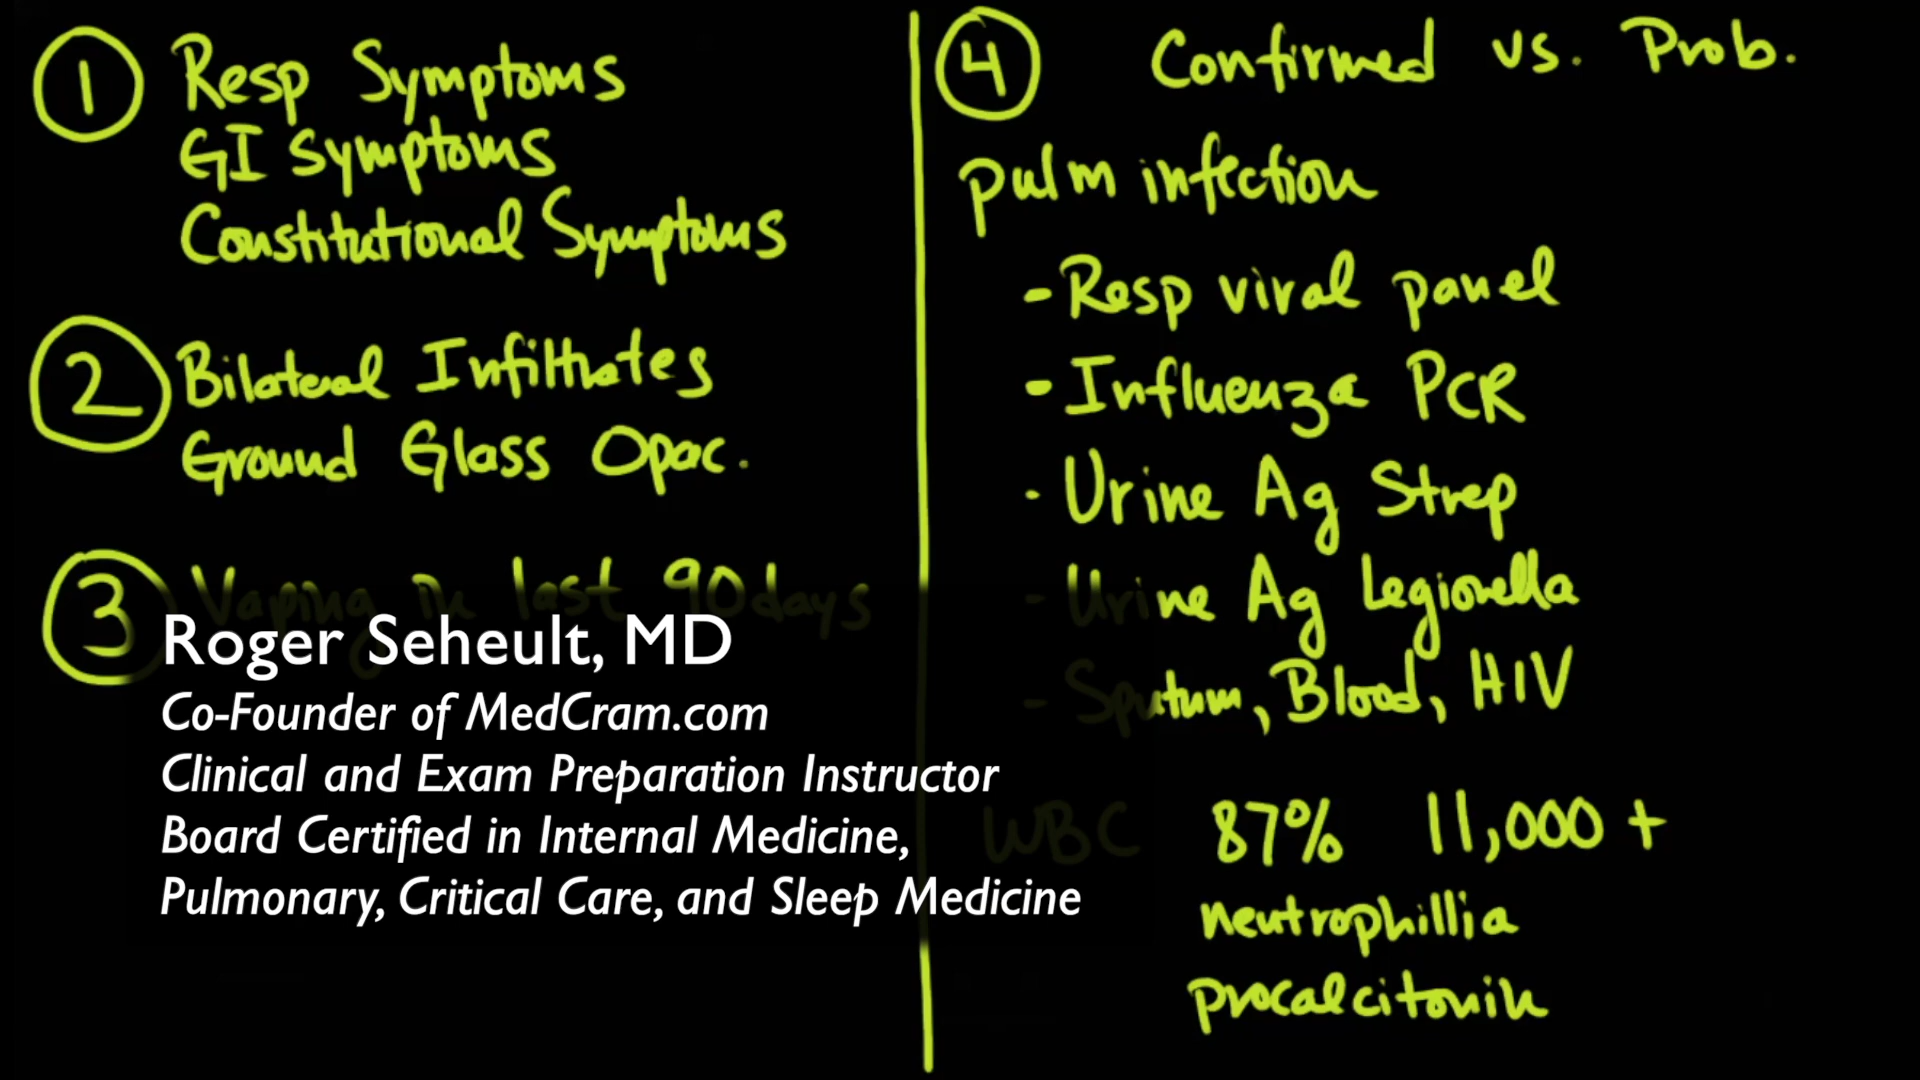 1 Resp Symptoms
GI Symptoms
Constitutional Symptoms
2 Bilateral Infiltrates
Ground Glass Opac.
3 Vaping in last 90 days
Roger Seheult, MD
Co-Founder of MedCram.com
Clinical and Exam Preparation Instructor
Board Certified in Internal Medicine,
Pulmonary, Critical Care, and Sleep Medicine
4 Confirmed vs. Prob.
pulm infection
- Resp viral panel
- Influenza PCR
- Urine Ag Strep
- Urine Ag Legionella
- Sputum, Blood, HIV
WBC 87% 11,000 +
neutrophillia
procalcitonin